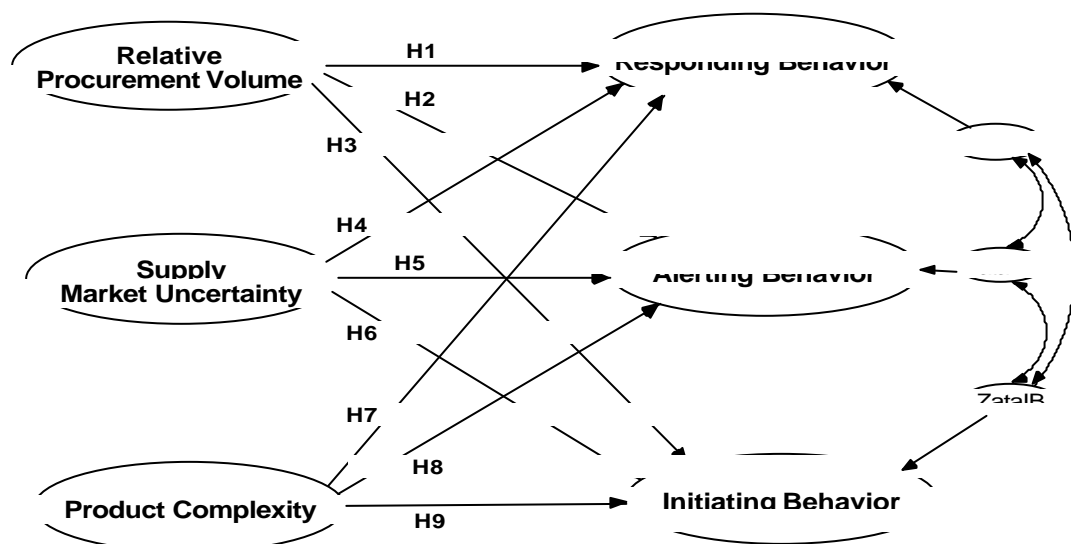 Relative
Procurement Volume
H1
Responding Behavior
H2
H3
H4
Supply
Market Uncertainty
H5
Alerting Behavior
H6
ZataIB
H7
H8
Product Complexity
H9
Initiating Behavior